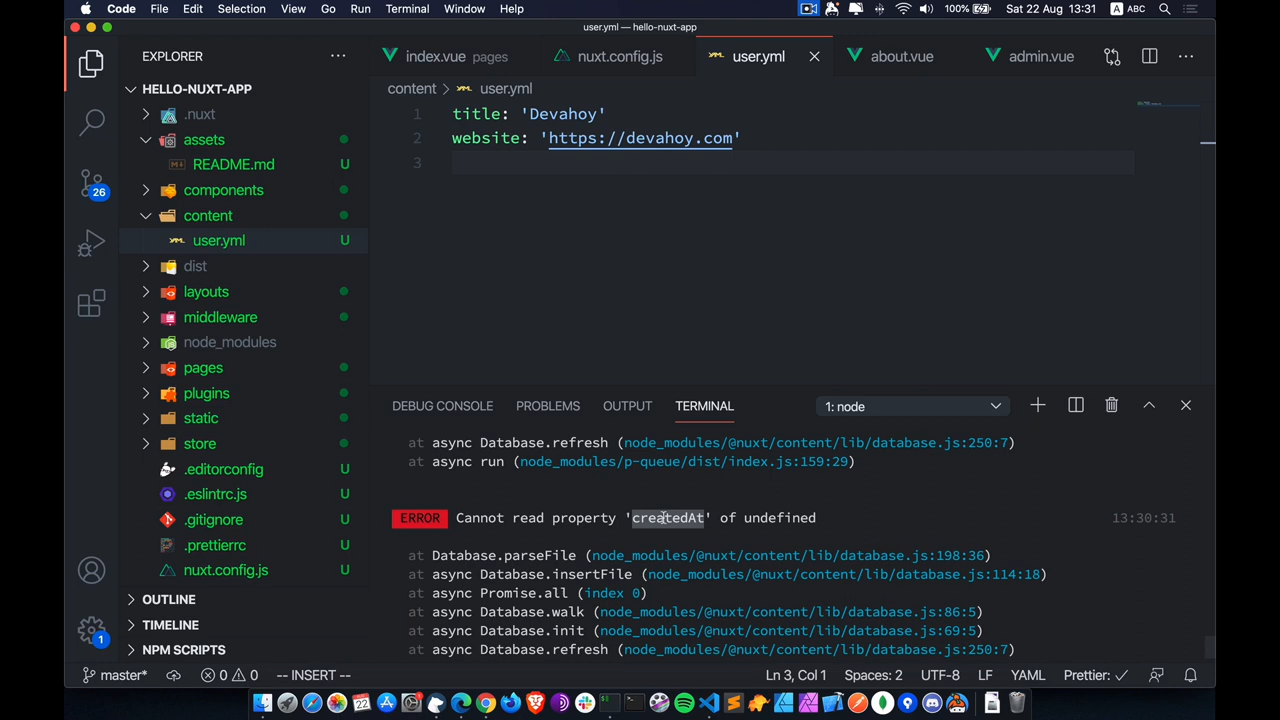 Code File Edit Selection View Go Run Terminal Window Help 100% Sat 22 Aug 13:31 A ABC
user.yml — hello-nuxt-app
EXPLORER
index.vue pages
nuxt.config.js
user.yml
about.vue
admin.vue
HELLO-NUXT-APP
.nuxt
assets
README.md U
components
content
user.yml U
dist
layouts
middleware
node_modules
pages
plugins
static
store
.editorconfig U
.eslintrc.js U
.gitignore U
.prettierrc U
nuxt.config.js U
OUTLINE
TIMELINE
NPM SCRIPTS
26
1
content > user.yml
1 title: 'Devahoy'
2 website: 'https://devahoy.com'
3
DEBUG CONSOLE PROBLEMS OUTPUT TERMINAL 1: node
at async Database.refresh (node_modules/@nuxt/content/lib/database.js:250:7)
at async run (node_modules/p-queue/dist/index.js:159:29)
ERROR Cannot read property 'createdAt' of undefined 13:30:31
at Database.parseFile (node_modules/@nuxt/content/lib/database.js:198:36)
at async Database.insertFile (node_modules/@nuxt/content/lib/database.js:114:18)
at async Promise.all (index 0)
at async Database.walk (node_modules/@nuxt/content/lib/database.js:86:5)
at async Database.init (node_modules/@nuxt/content/lib/database.js:69:5)
at async Database.refresh (node_modules/@nuxt/content/lib/database.js:250:7)
master* 0 0 -- INSERT -- Ln 3, Col 1 Spaces: 2 UTF-8 LF YAML Prettier: ✓